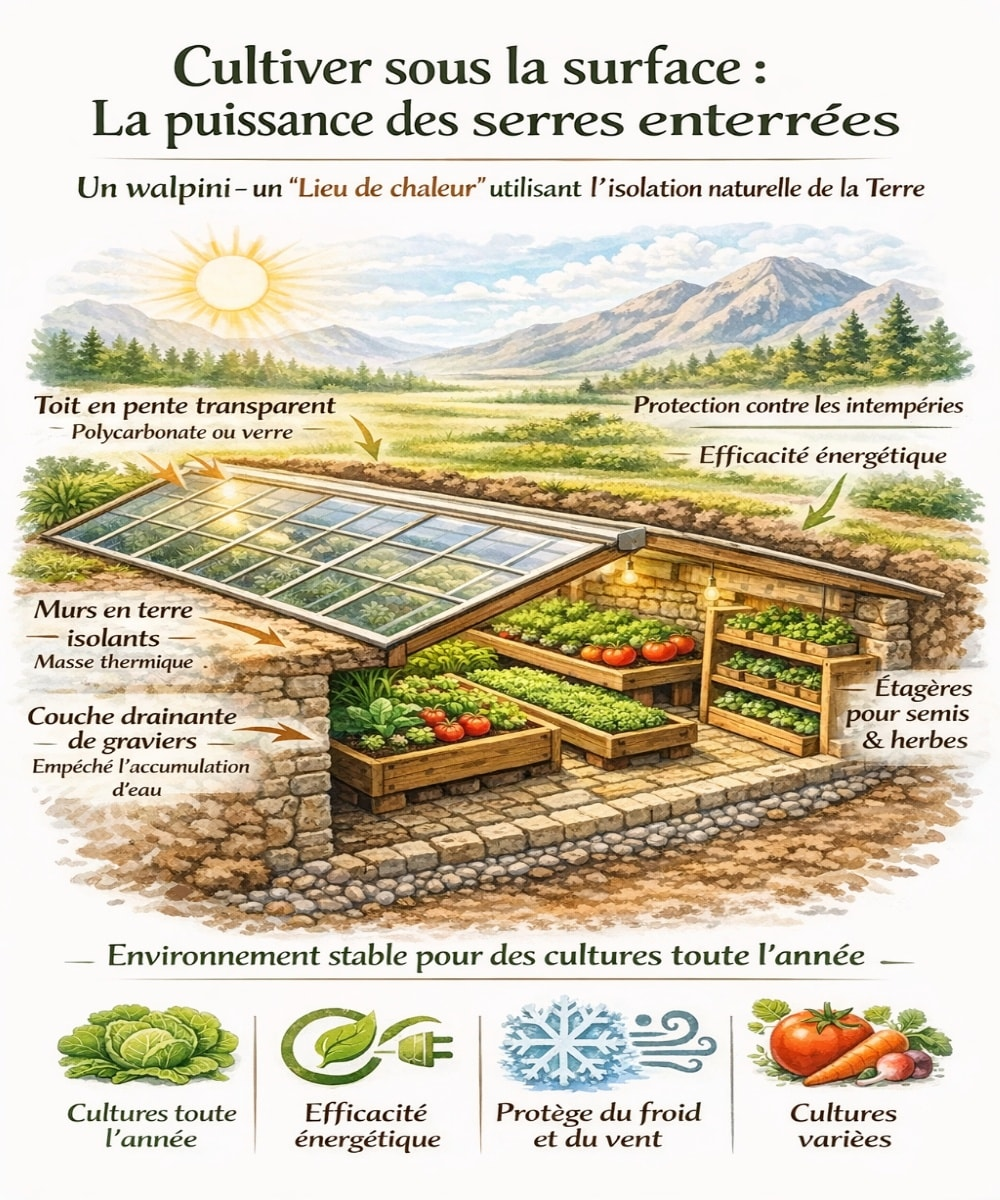 Cultiver sous la surface :
La puissance des serres enterrées
Un walpini – un "Lieu de chaleur" utilisant l'isolation naturelle de la Terre
Toit en pente transparent
Polycarbonate ou verre
Protection contre les intempéries
Efficacité énergétique
Murs en terre
isolants
Masse thermique .
Couche drainante
de graviers
Empéché l'accumulation
d'eau
Étagères
pour semis
& herbes
Environnement stable pour des cultures toute l'année
Cultures toute
l'année
Efficacité
énergétique
Protège du froid
et du vent
Cultures
varièes